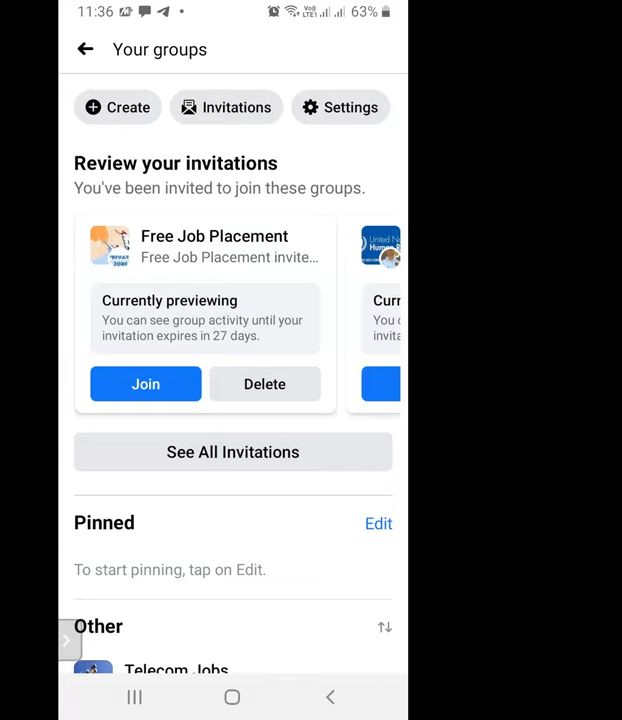 11:36
Voo)
LTE1
63%
Your groups
Create
Invitations
Settings
Review your invitations
You've been invited to join these groups.
Free Job Placement
Free Job Placement invite...
Currently previewing
You can see group activity until your
invitation expires in 27 days.
Join
Delete
United
Curr
You
invita
See All Invitations
Pinned
Edit
To start pinning, tap on Edit.
Other
Telecom Jobs